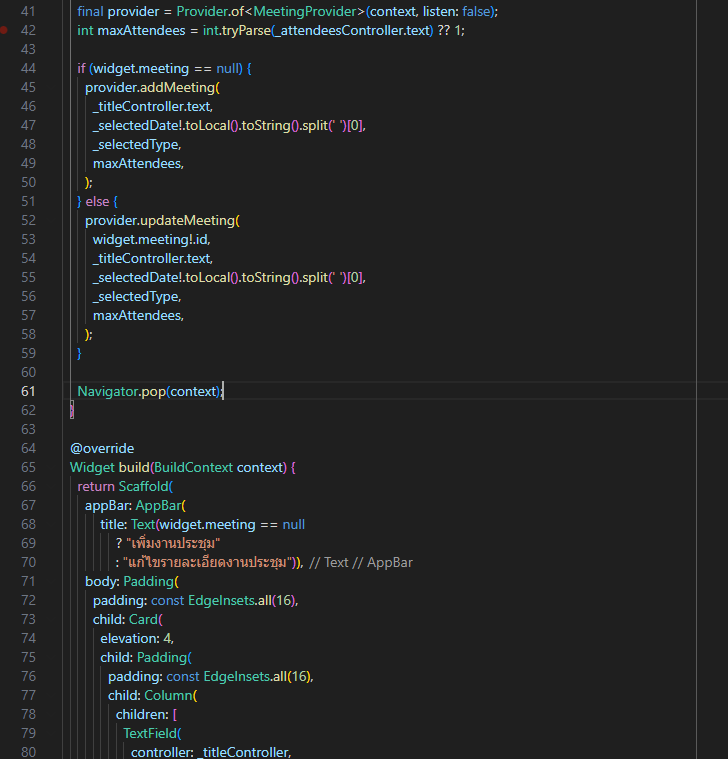 41 final provider = Provider.of<MeetingProvider>(context, listen: false);
42 int maxAttendees = int.tryParse(_attendeesController.text) ?? 1;
43
44 if (widget.meeting == null) {
45 provider.addMeeting(
46 _titleController.text,
47 _selectedDate!.toLocal().toString().split(' ')[0],
48 _selectedType,
49 maxAttendees,
50 );
51 } else {
52 provider.updateMeeting(
53 widget.meeting!.id,
54 _titleController.text,
55 _selectedDate!.toLocal().toString().split(' ')[0],
56 _selectedType,
57 maxAttendees,
58 );
59 }
60
61 Navigator.pop(context);
62 }
63
64 @override
65 Widget build(BuildContext context) {
66 return Scaffold(
67 appBar: AppBar(
68 title: Text(widget.meeting == null
69 ? "เพิ่มงานประชุม"
70 : "แก้ไขรายละเอียดงานประชุม")), // Text // AppBar
71 body: Padding(
72 padding: const EdgeInsets.all(16),
73 child: Card(
74 elevation: 4,
75 child: Padding(
76 padding: const EdgeInsets.all(16),
77 child: Column(
78 children: [
79 TextField(
80 controller: _titleController,